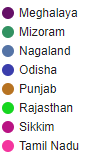 Meghalaya
Mizoram
Nagaland
Odisha
Punjab
Rajasthan
Sikkim
Tamil Nadu